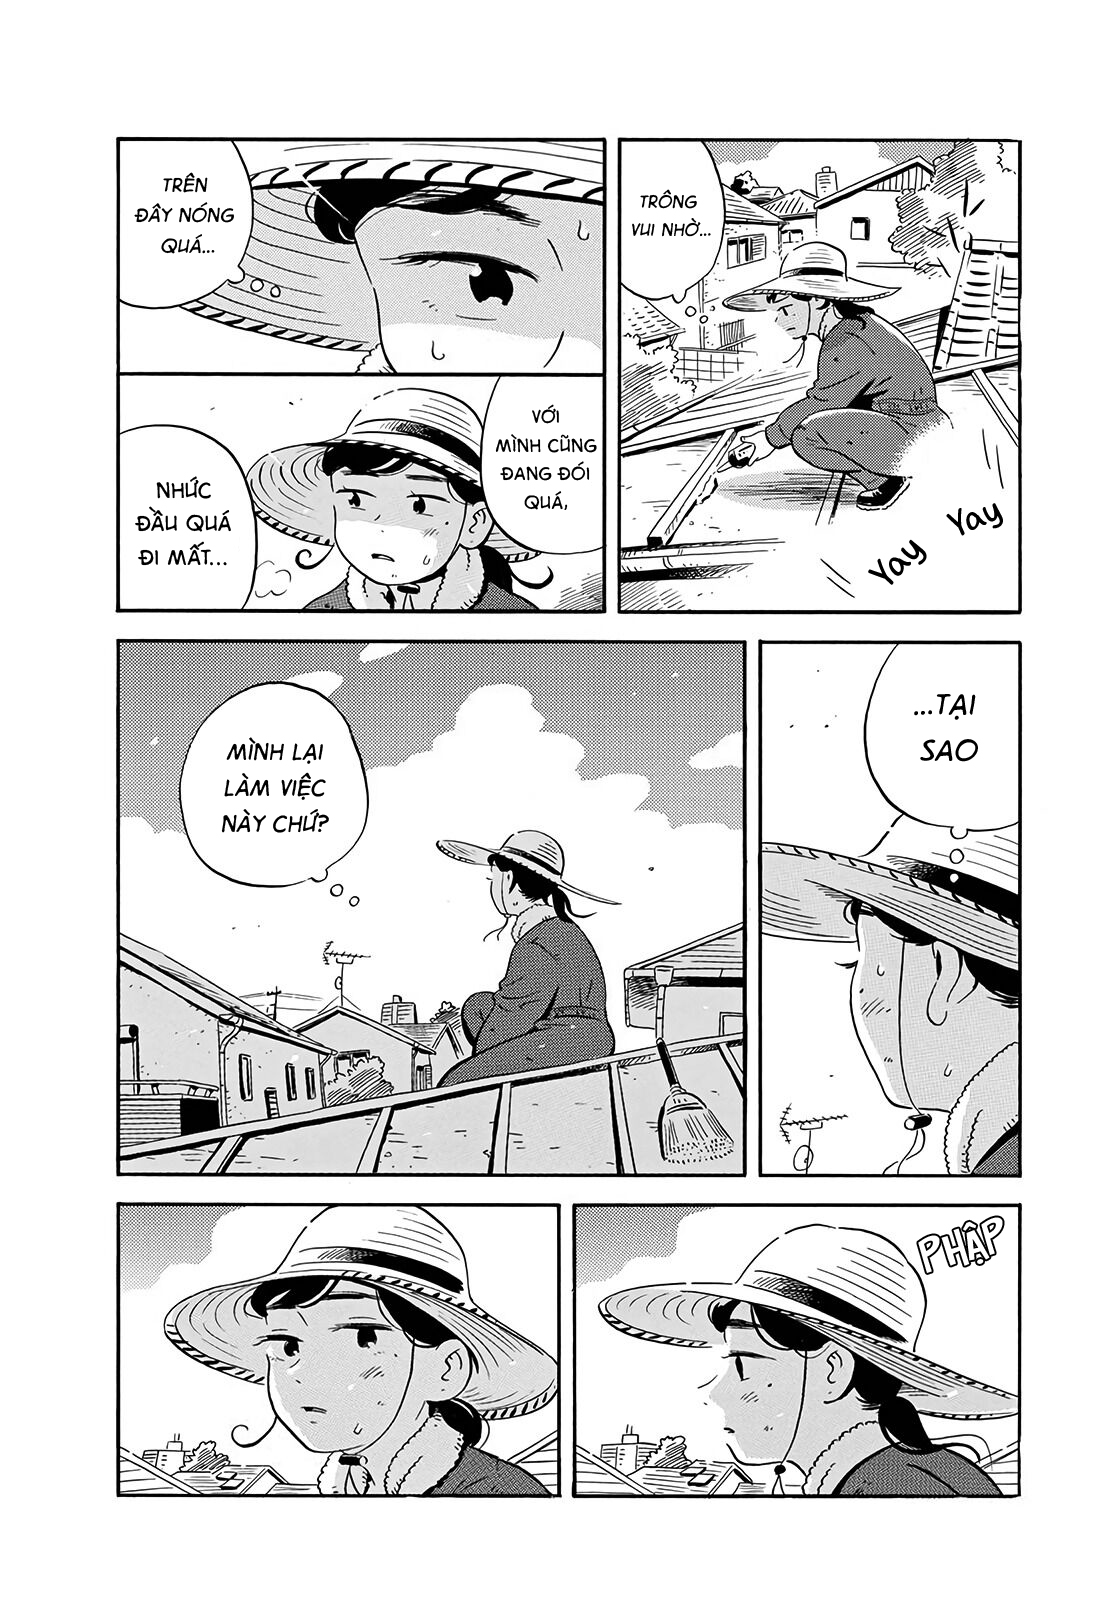 TRÔNG
VUI NHỜ...
Yay Yay
TRÊN
ĐÂY NÓNG
QUÁ...
VỚI
MÌNH CŨNG
ĐANG ĐÓI
QUÁ,
NHỨC
ĐẦU QUÁ
ĐI MẤT...
...TẠI
SAO
MÌNH LẠI
LÀM VIỆC
NÀY CHỨ?
PHẬP